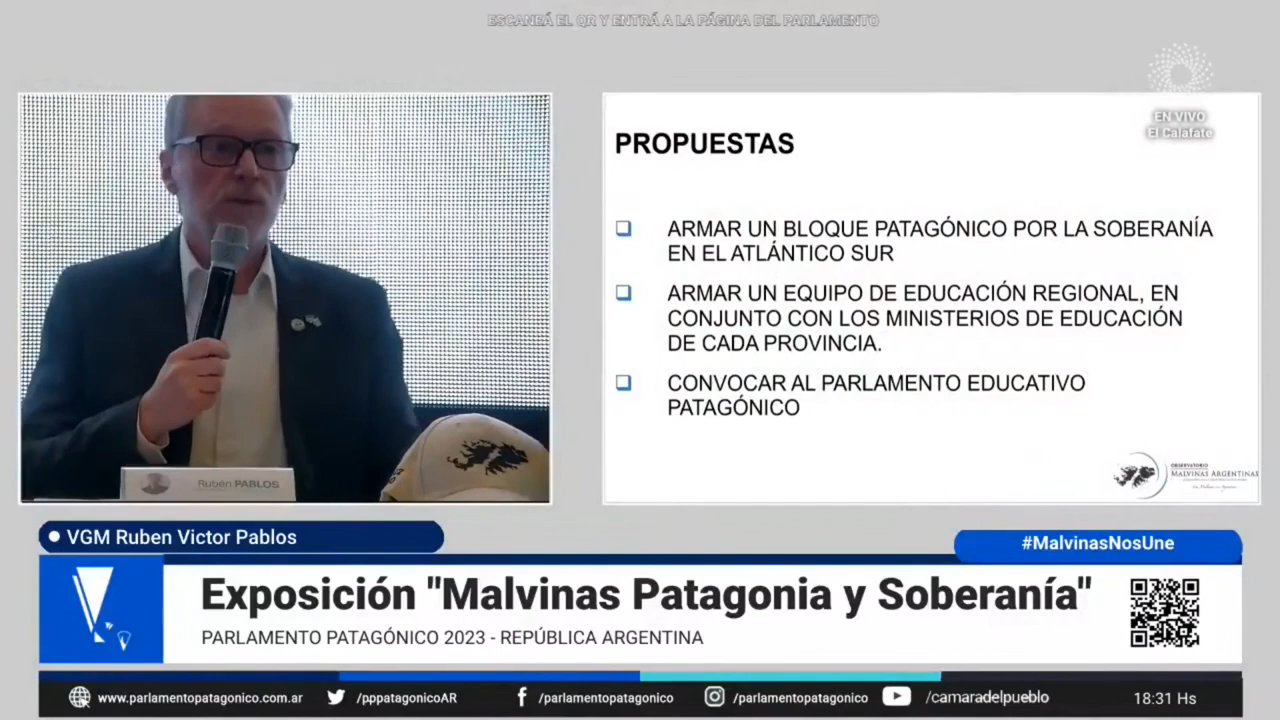 ESCANEÁ EL QR Y ENTRÁ A LA PÁGINA DEL PARLAMENTO
EN VIVO
El Calafate
PROPUESTAS
ARMAR UN BLOQUE PATAGÓNICO POR LA SOBERANÍA
EN EL ATLÁNTICO SUR
ARMAR UN EQUIPO DE EDUCACIÓN REGIONAL, EN
CONJUNTO CON LOS MINISTERIOS DE EDUCACIÓN
DE CADA PROVINCIA.
CONVOCAR AL PARLAMENTO EDUCATIVO
PATAGÓNICO
OBSERVATORIO
MALVINAS ARGENTINAS
Rubén PABLOS
VGM Ruben Victor Pablos
#MalvinasNosUne
Exposición "Malvinas Patagonia y Soberanía"
PARLAMENTO PATAGÓNICO 2023 - REPÚBLICA ARGENTINA
www.parlamentopatagonico.com.ar
/pppatagonicoAR
/parlamentopatagonico
/parlamentopatagonico
/camaradelpueblo
18:31 Hs